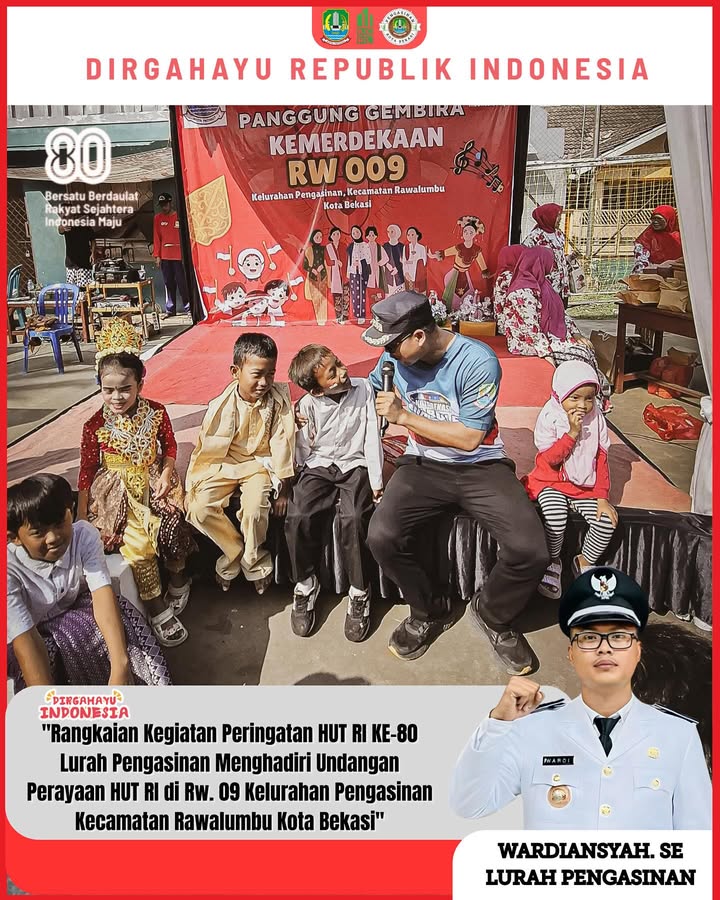 DIRGAHAYU REPUBLIK INDONESIA
PANGGUNG GEMBIRA
KEMERDEKAAN
RW 009
Kelurahan Pengasinan, Kecamatan Rawalumbu
Kota Bekasi
80
Bersatu Berdaulat
Rakyat Sejahtera
Indonesia Maju
DIRGAHAYU
INDONESIA
"Rangkaian Kegiatan Peringatan HUT RI KE-80
Lurah Pengasinan Menghadiri Undangan
Perayaan HUT RI di Rw. 09 Kelurahan Pengasinan
Kecamatan Rawalumbu Kota Bekasi"
WARDI
WARDIANSYAH. SE
LURAH PENGASINAN